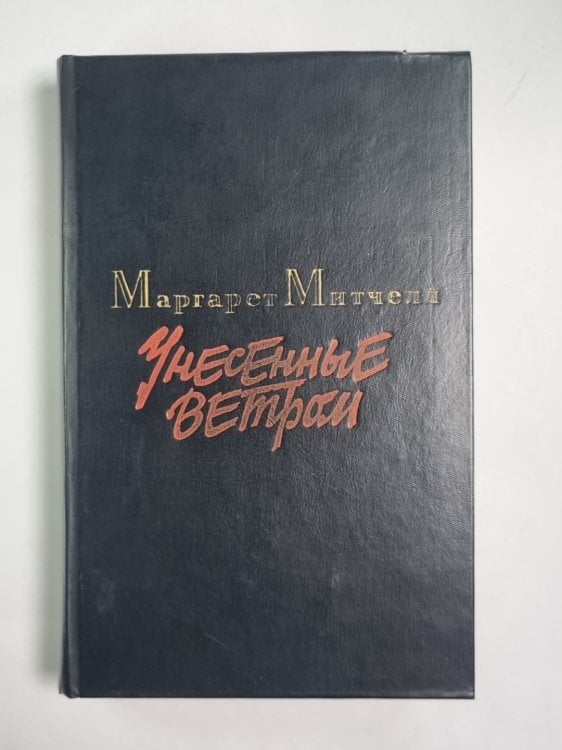 Маргарет Митчелл
Унесенные
ветром